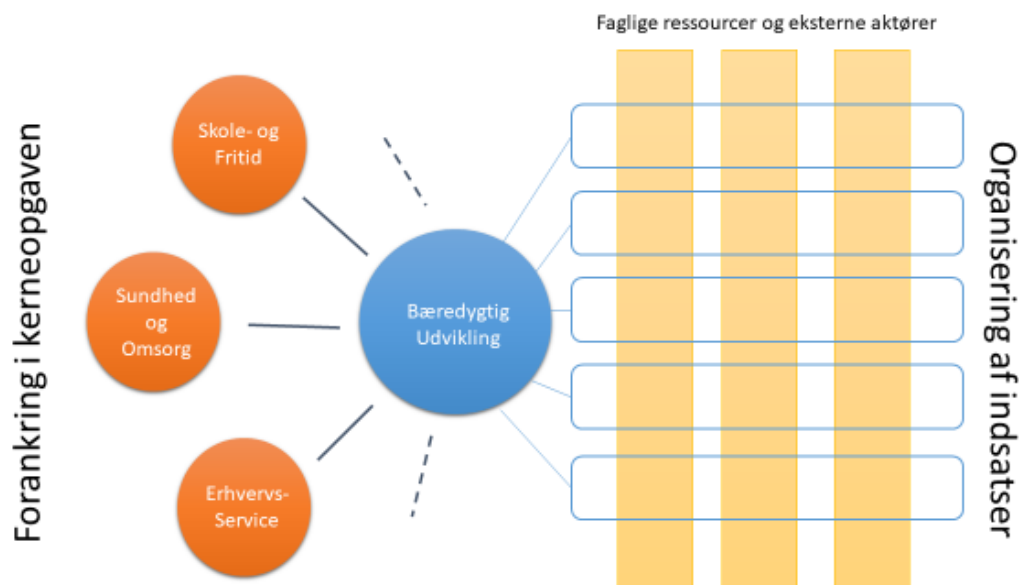 Faglige ressourcer og eksterne aktører
Forankring i kerneopgaven
Skole- og
Fritid
Sundhed
og
Omsorg
Erhvervs-
Service
Bæredygtig
Udvikling
Organisering af indsatser